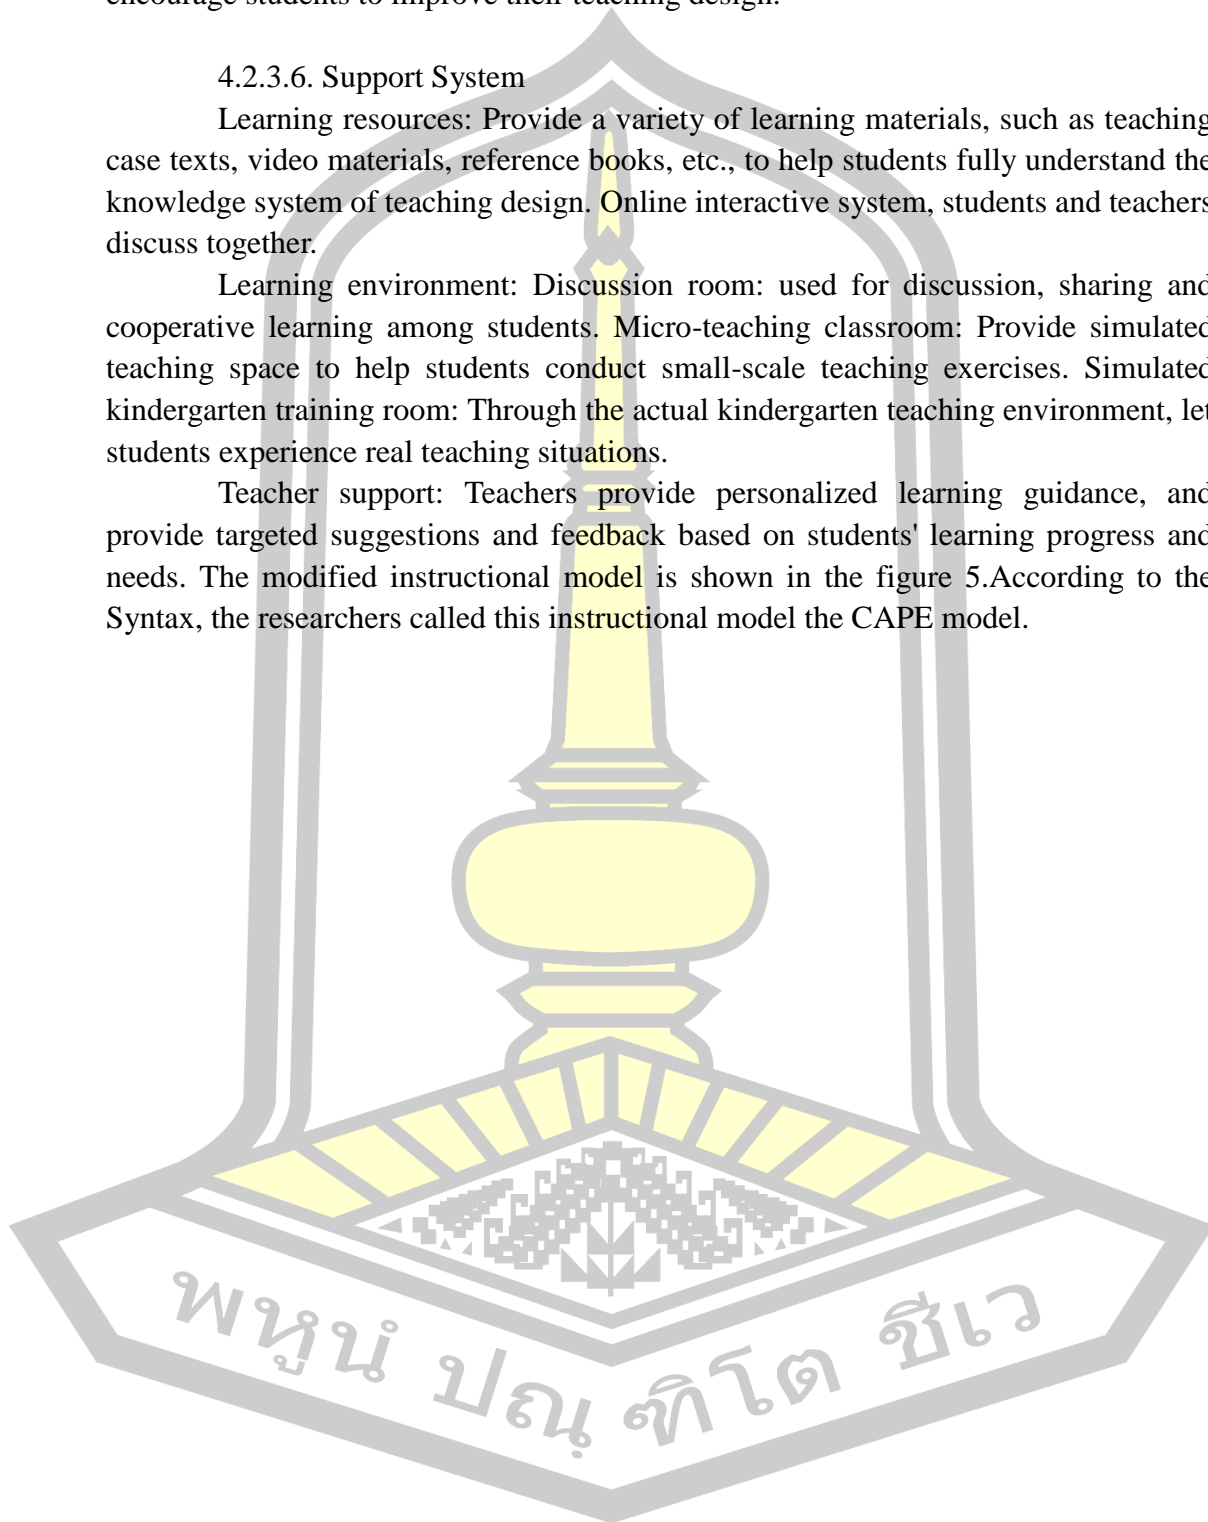 encourage students to improve their teaching design.
4.2.3.6. Support System
Learning resources: Provide a variety of learning materials, such as teaching
case texts, video materials, reference books, etc., to help students fully understand the
knowledge system of teaching design. Online interactive system, students and teachers
discuss together.
Learning environment: Discussion room: used for discussion, sharing and
cooperative learning among students. Micro-teaching classroom: Provide simulated
teaching space to help students conduct small-scale teaching exercises. Simulated
kindergarten training room: Through the actual kindergarten teaching environment, let
students experience real teaching situations.
Teacher support: Teachers provide personalized learning guidance, and
provide targeted suggestions and feedback based on students' learning progress and
needs. The modified instructional model is shown in the figure 5.According to the
Syntax, the researchers called this instructional model the CAPE model.
พหูนํ ปณฺ ฑิโต ชีเว